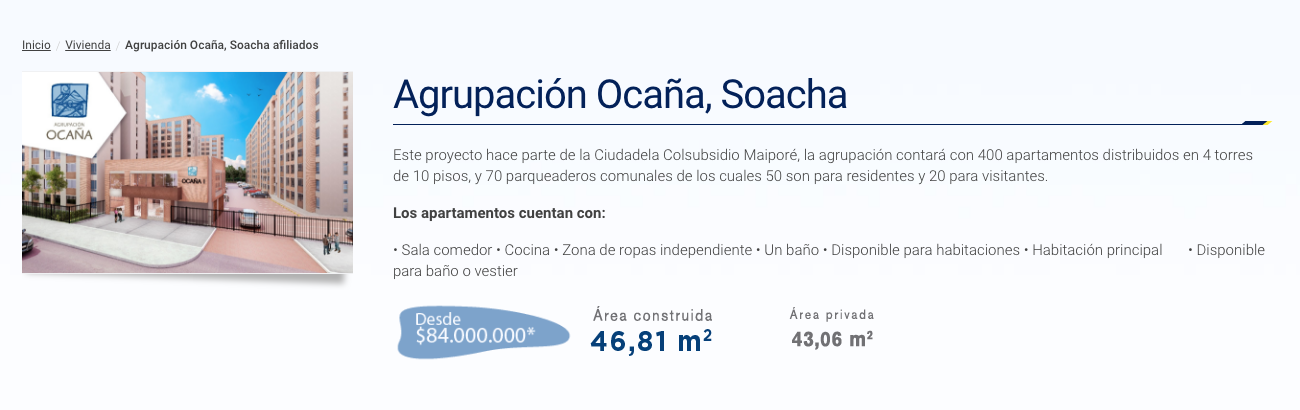 Inicio / Vivienda / Agrupación Ocaña, Soacha afiliados
AGRUPACIÓN
OCAÑA
OCAÑA I
Agrupación Ocaña, Soacha
Este proyecto hace parte de la Ciudadela Colsubsidio Maiporé, la agrupación contará con 400 apartamentos distribuidos en 4 torres
de 10 pisos, y 70 parqueaderos comunales de los cuales 50 son para residentes y 20 para visitantes.
Los apartamentos cuentan con:
• Sala comedor • Cocina • Zona de ropas independiente • Un baño • Disponible para habitaciones • Habitación principal • Disponible
para baño o vestier
Desde
$84.000.000*
Área construida
46,81 m²
Área privada
43,06 m²